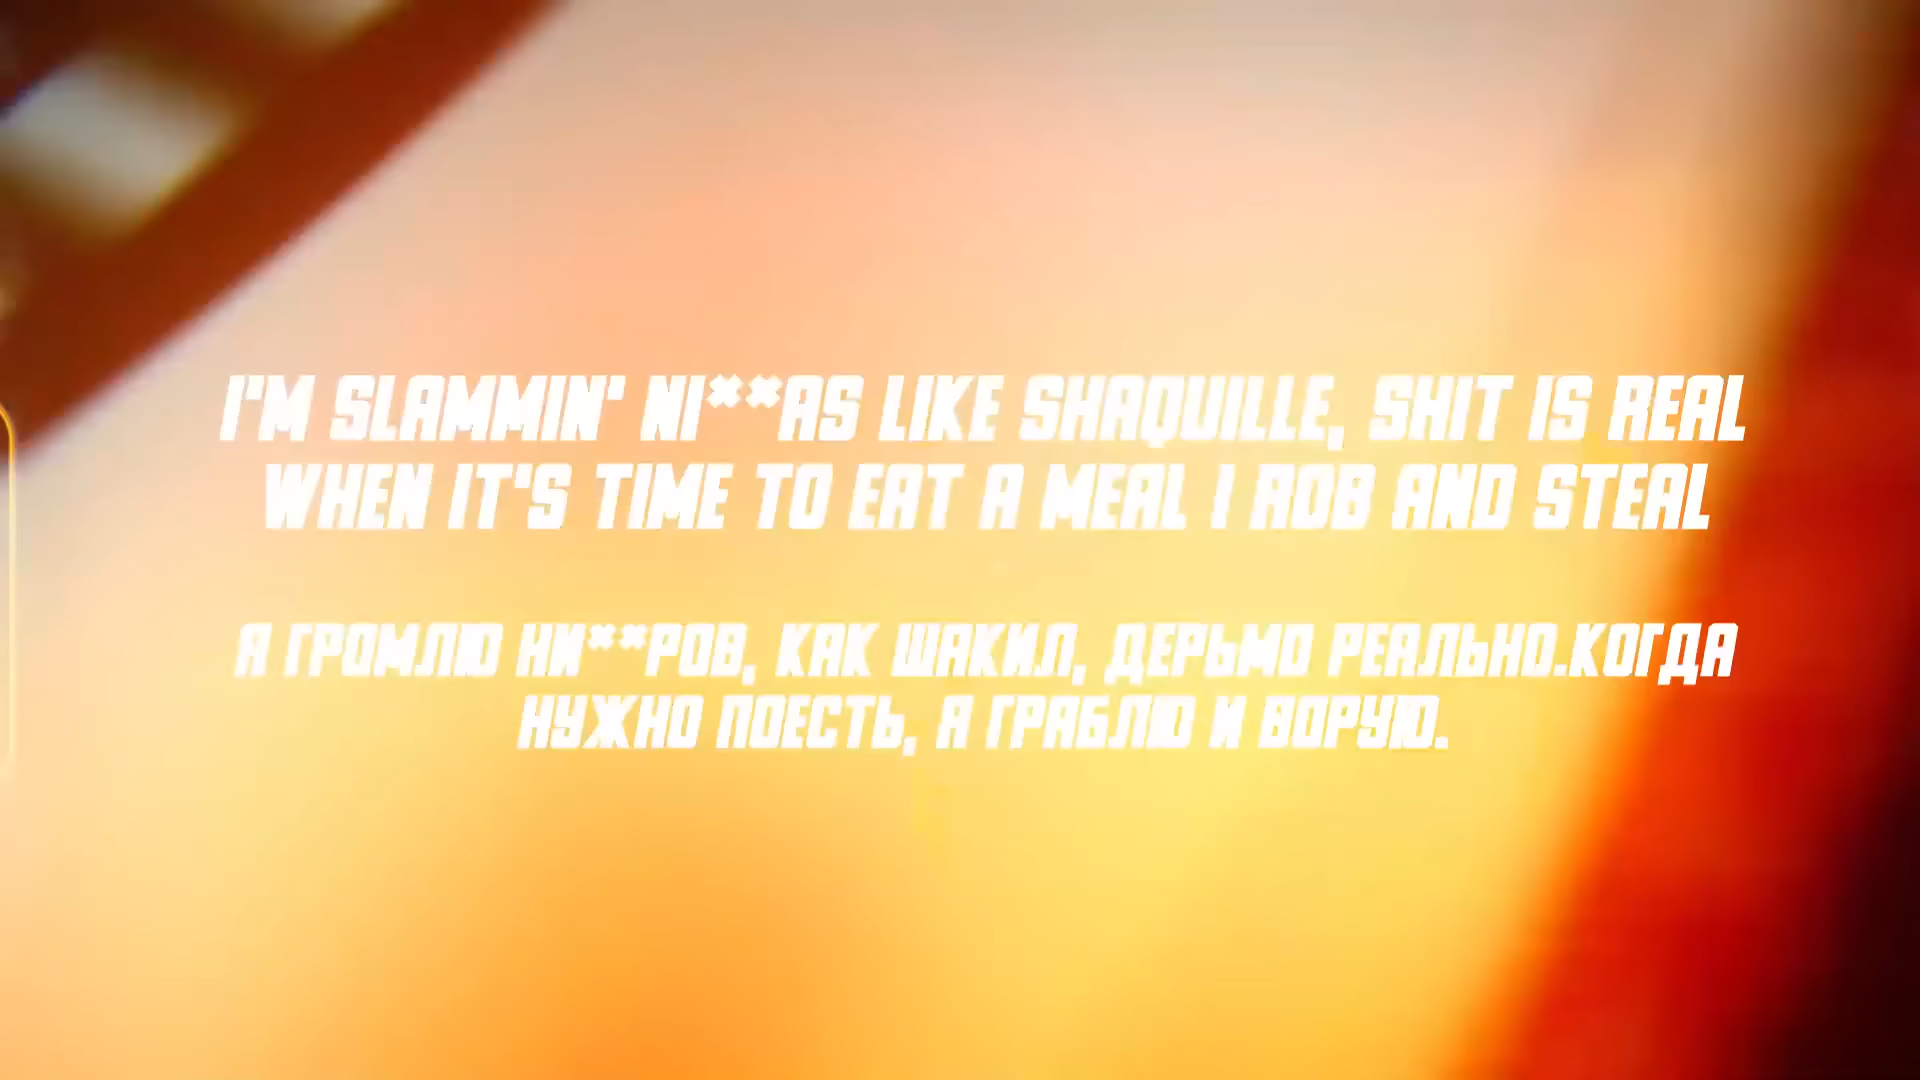 I'M SLAMMIN' NI**AS LIKE SHAQUILLE, SHIT IS REAL
WHEN IT'S TIME TO EAT A MEAL I ROB AND STEAL
Я ГРОМЛЮ НИ**РОВ, КАК ШАКИЛ, ДЕРЬМО РЕАЛЬНО.КОГДА
НУЖНО ПОЕСТЬ, Я ГРАБЛЮ И ВОРУЮ.